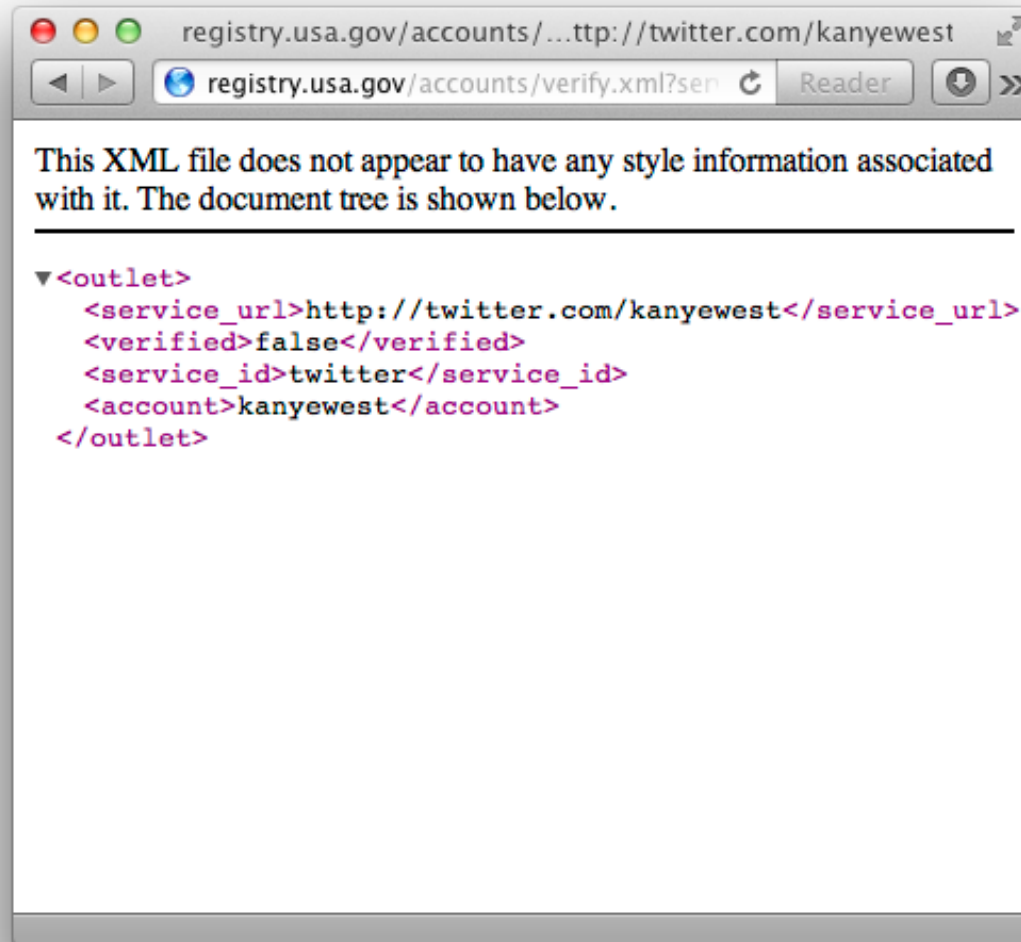 registry.usa.gov/accounts/...ttp://twitter.com/kanyewest
registry.usa.gov/accounts/verify.xml?ser
Reader
This XML file does not appear to have any style information associated
with it. The document tree is shown below.
▼<outlet>
<service_url>http://twitter.com/kanyewest</service_url>
<verified>false</verified>
<service_id>twitter</service_id>
<account>kanyewest</account>
</outlet>